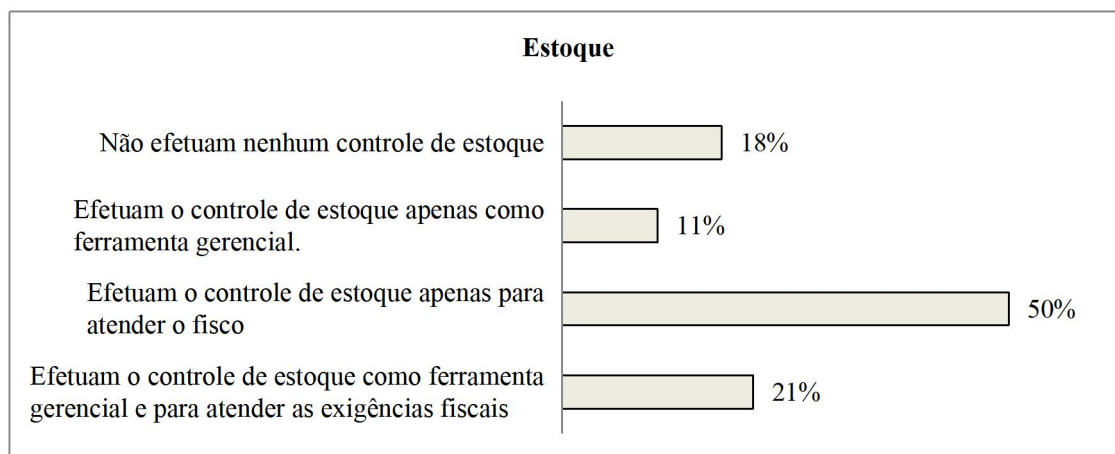 Estoque
Não efetuam nenhum controle de estoque
18%
Efetuam o controle de estoque apenas como
ferramenta gerencial.
11%
Efetuam o controle de estoque apenas para
atender o fisco
50%
Efetuam o controle de estoque como ferramenta
gerencial e para atender as exigências fiscais
21%